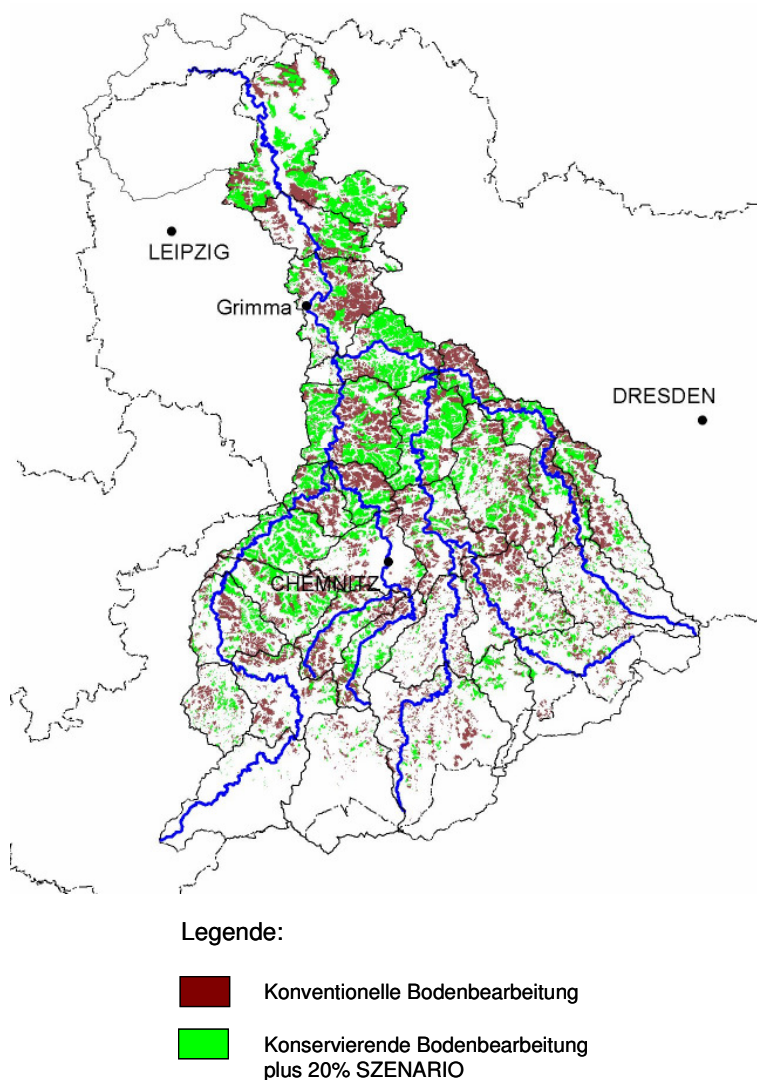 LEIPZIG
Grimma
DRESDEN
CHEMNITZ
Legende:
Konventionelle Bodenbearbeitung
Konservierende Bodenbearbeitung
plus 20% SZENARIO